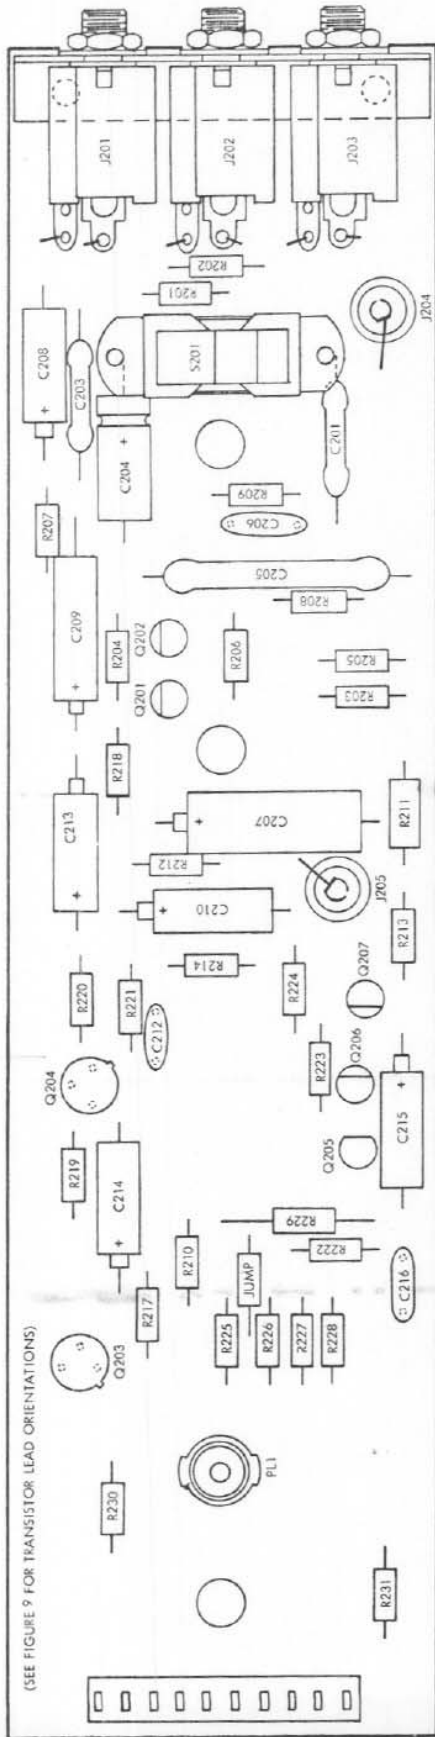 J201
J202
J203
R202
R201
J204
C208
C203
S201
C204
C201
R209
C206
R207
C205
R208
C209
Q202
R204
R206
R205
Q201
R203
R218
C213
C207
R211
R212
J205
C210
R213
R214
Q207
R220
R221
R224
C212
Q206
R223
Q204
C215
Q205
R219
C214
R229
R210
R222
JUMP
C216
R217
R225
R226
R227
R228
Q203
(SEE FIGURE 9 FOR TRANSISTOR LEAD ORIENTATIONS)
PL1
R230
R231